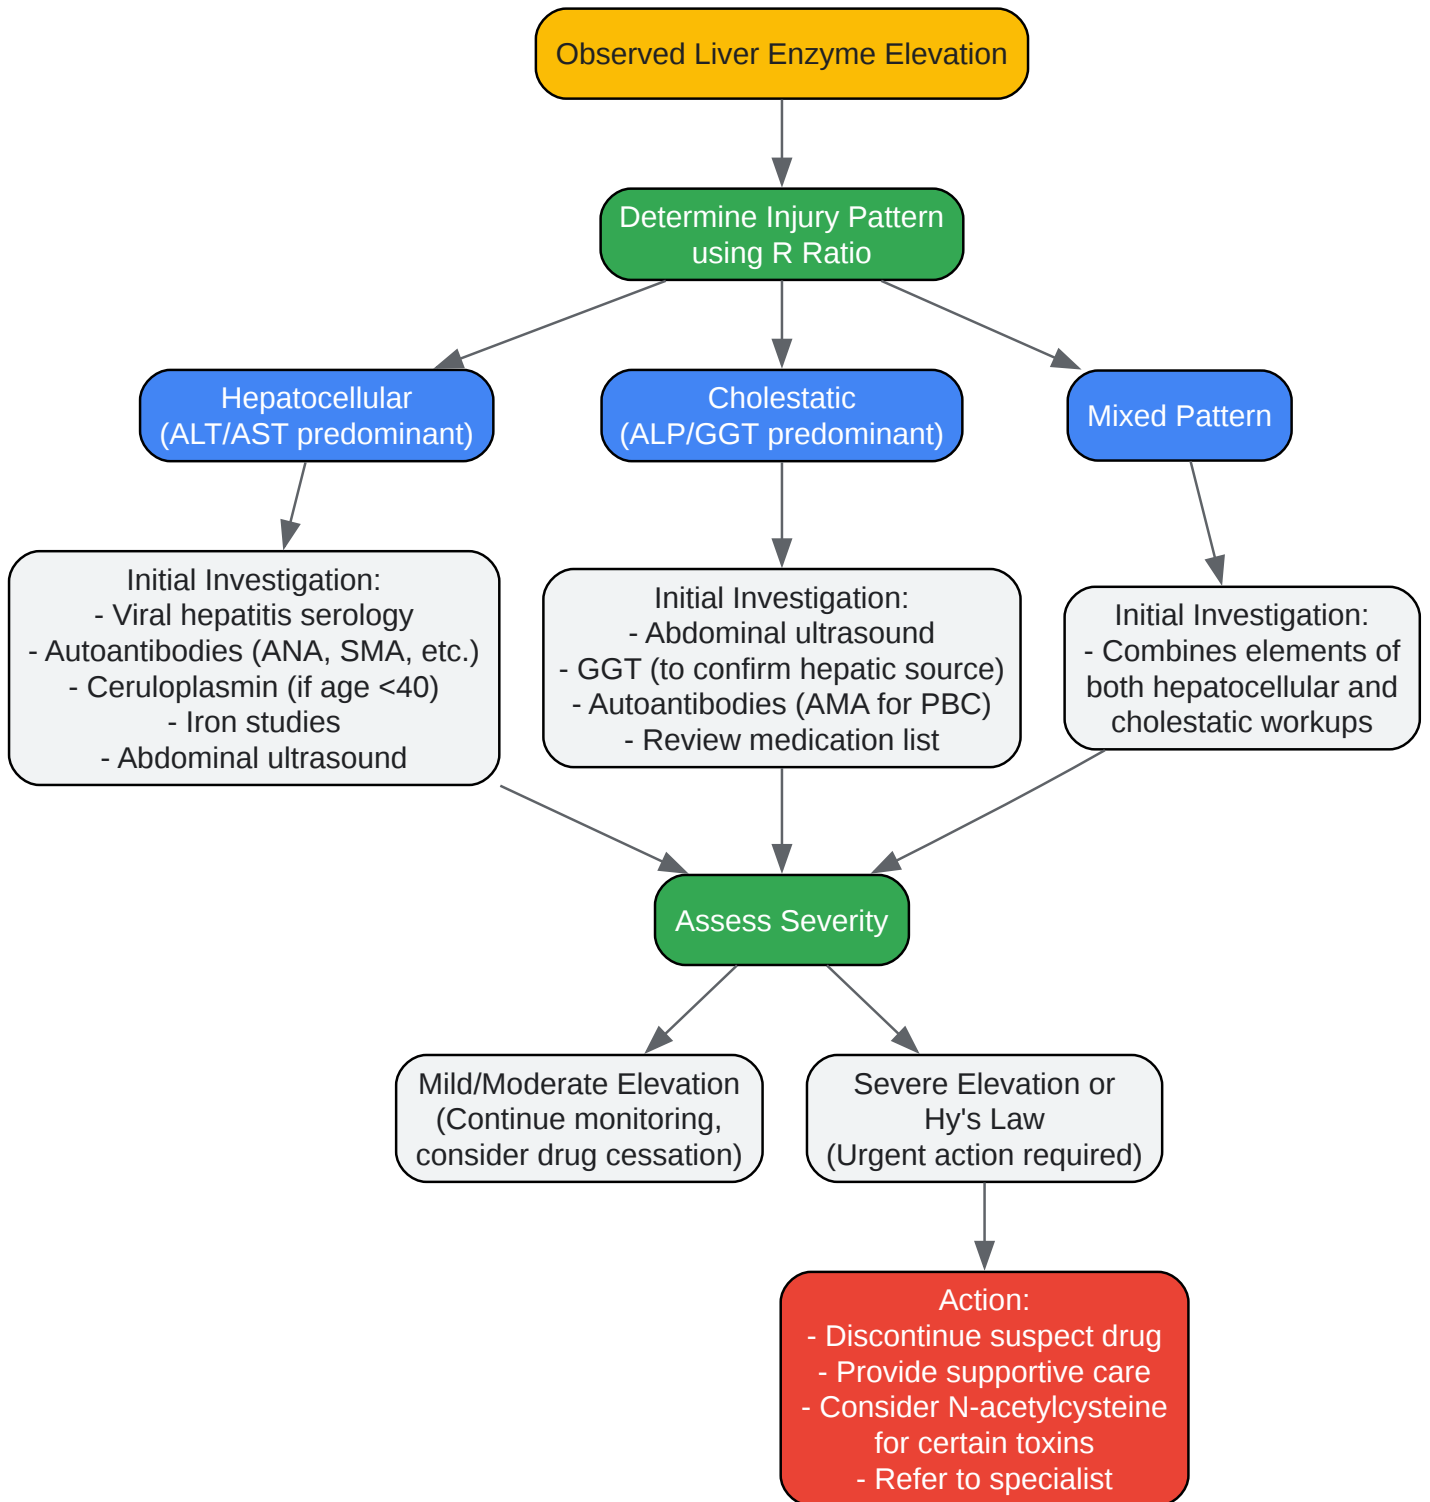 Observed Liver Enzyme Elevation
Determine Injury Pattern
using R Ratio
Hepatocellular
(ALT/AST predominant)
Cholestatic
(ALP/GGT predominant)
Mixed Pattern
Initial Investigation:
- Viral hepatitis serology
- Autoantibodies (ANA, SMA, etc.)
- Ceruloplasmin (if age <40)
- Iron studies
- Abdominal ultrasound
Initial Investigation:
- Abdominal ultrasound
- GGT (to confirm hepatic source)
- Autoantibodies (AMA for PBC)
- Review medication list
Initial Investigation:
- Combines elements of
both hepatocellular and
cholestatic workups
Assess Severity
Mild/Moderate Elevation
(Continue monitoring,
consider drug cessation)
Severe Elevation or
Hy's Law
(Urgent action required)
Action:
- Discontinue suspect drug
- Provide supportive care
- Consider N-acetylcysteine
for certain toxins
- Refer to specialist